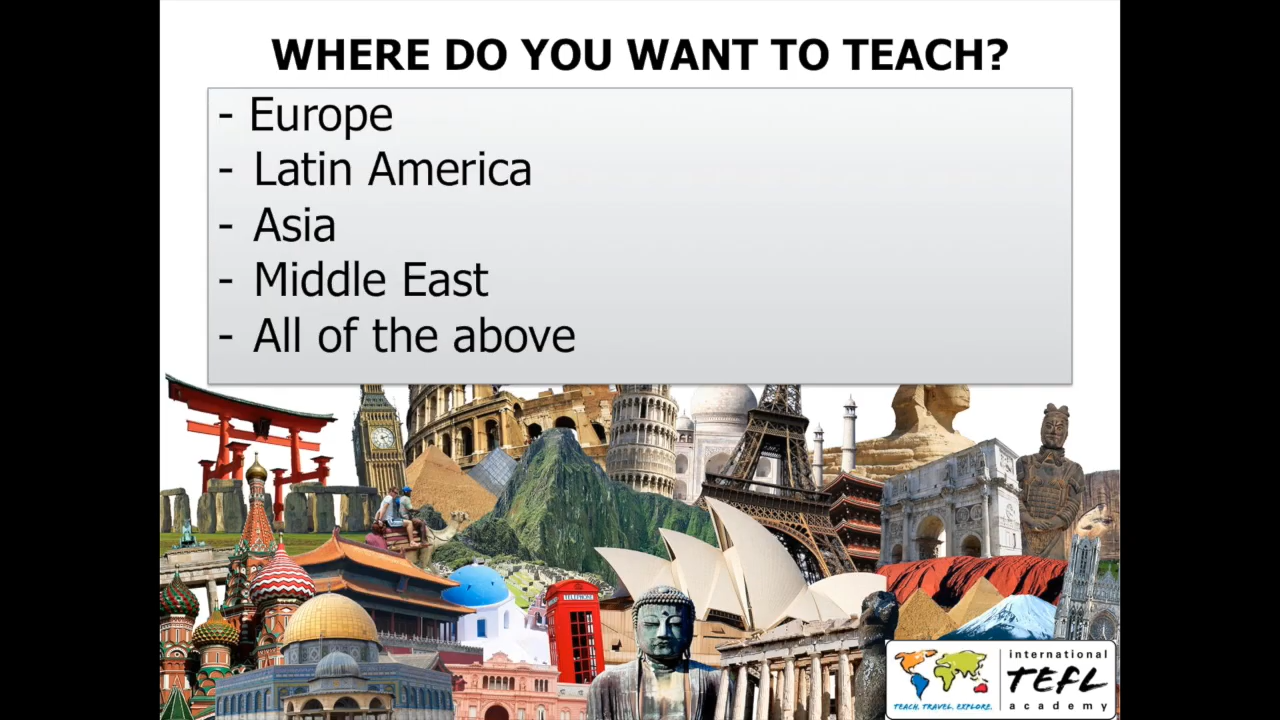 WHERE DO YOU WANT TO TEACH?
- Europe
- Latin America
- Asia
- Middle East
- All of the above
TELEPHONE
international
TEFL
academy
TEACH. TRAVEL. EXPLORE.